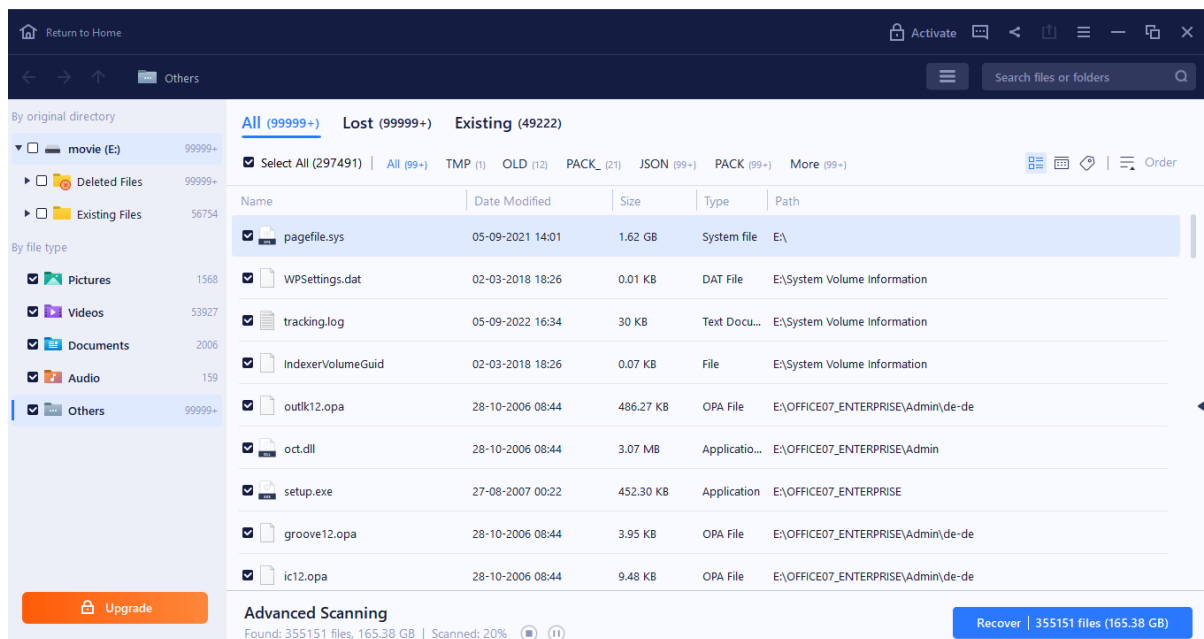 Return to Home
Activate
Others
Search files or folders
By original directory
movie (E:) 99999+
Deleted Files 99999+
Existing Files 56754
By file type
Pictures 1568
Videos 53927
Documents 2006
Audio 159
Others 99999+
Upgrade
All (99999+) Lost (99999+) Existing (49222)
Select All (297491) | All (99+) TMP (1) OLD (12) PACK_ (21) JSON (99+) PACK (99+) More (99+) | Order
Name Date Modified Size Type Path
pagefile.sys 05-09-2021 14:01 1.62 GB System file E:\
WPSettings.dat 02-03-2018 18:26 0.01 KB DAT File E:\System Volume Information
tracking.log 05-09-2022 16:34 30 KB Text Docu... E:\System Volume Information
IndexerVolumeGuid 02-03-2018 18:26 0.07 KB File E:\System Volume Information
outlk12.opa 28-10-2006 08:44 486.27 KB OPA File E:\OFFICE07_ENTERPRISE\Admin\de-de
oct.dll 28-10-2006 08:44 3.07 MB Applicatio... E:\OFFICE07_ENTERPRISE\Admin
setup.exe 27-08-2007 00:22 452.30 KB Application E:\OFFICE07_ENTERPRISE
groove12.opa 28-10-2006 08:44 3.95 KB OPA File E:\OFFICE07_ENTERPRISE\Admin\de-de
ic12.opa 28-10-2006 08:44 9.48 KB OPA File E:\OFFICE07_ENTERPRISE\Admin\de-de
Advanced Scanning
Found: 355151 files, 165.38 GB | Scanned: 20%
Recover | 355151 files (165.38 GB)